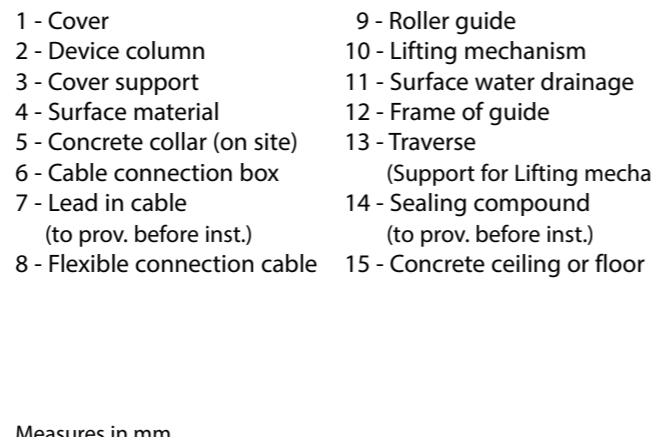 1 - Cover
2 - Device column
3 - Cover support
4 - Surface material
5 - Concrete collar (on site)
6 - Cable connection box
7 - Lead in cable
(to prov. before inst.)
8 - Flexible connection cable
9 - Roller guide
10 - Lifting mechanism
11 - Surface water drainage
12 - Frame of guide
13 - Traverse
(Support for Lifting mecha
14 - Sealing compound
(to prov. before inst.)
15 - Concrete ceiling or floor
Measures in mm